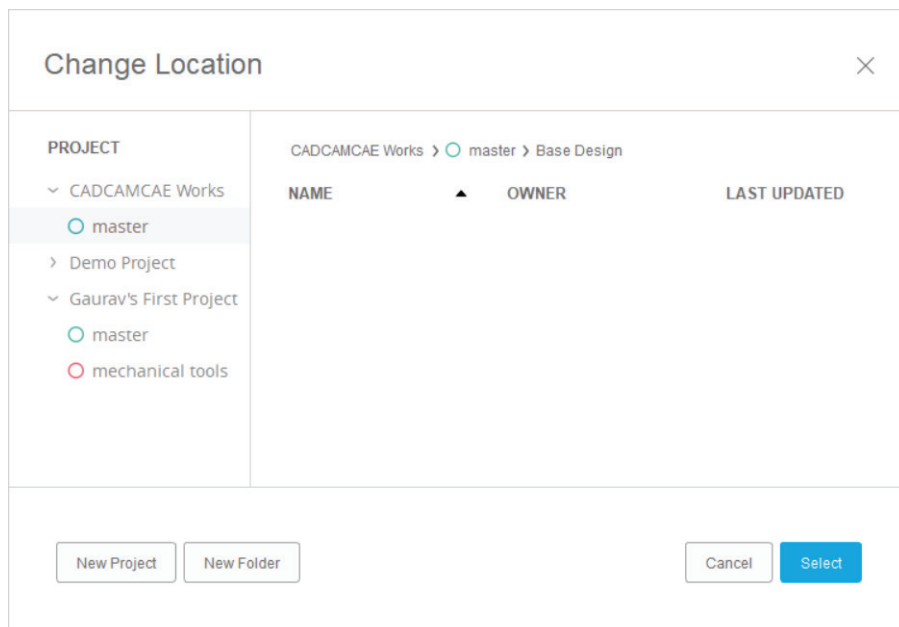 Change Location
PROJECT
CADCAMCAE Works
master
Demo Project
Gaurav's First Project
master
mechanical tools
CADCAMCAE Works > master > Base Design
NAME OWNER LAST UPDATED
New Project New Folder Cancel Select